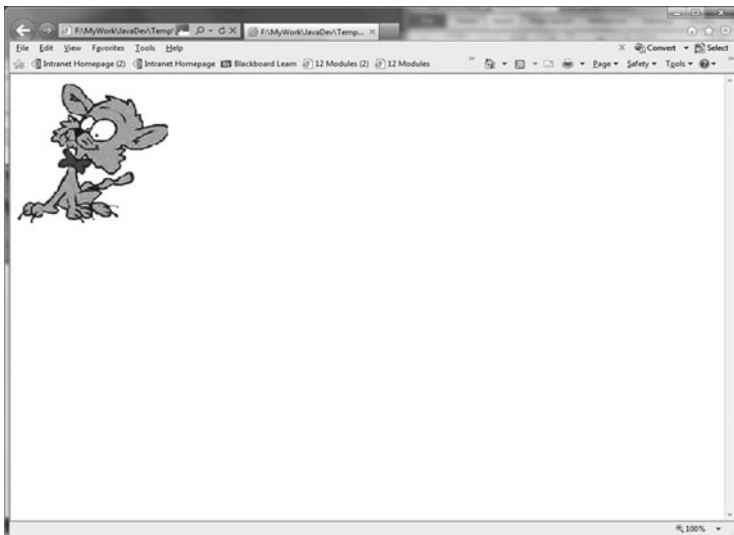 F:\MyWork\JavaDev\Temp\ F:\MyWork\JavaDev\Temp...
File Edit View Favorites Tools Help Convert Select
Intranet Homepage (2) Intranet Homepage Blackboard Learn 12 Modules (2) 12 Modules Page Safety Tools
100%